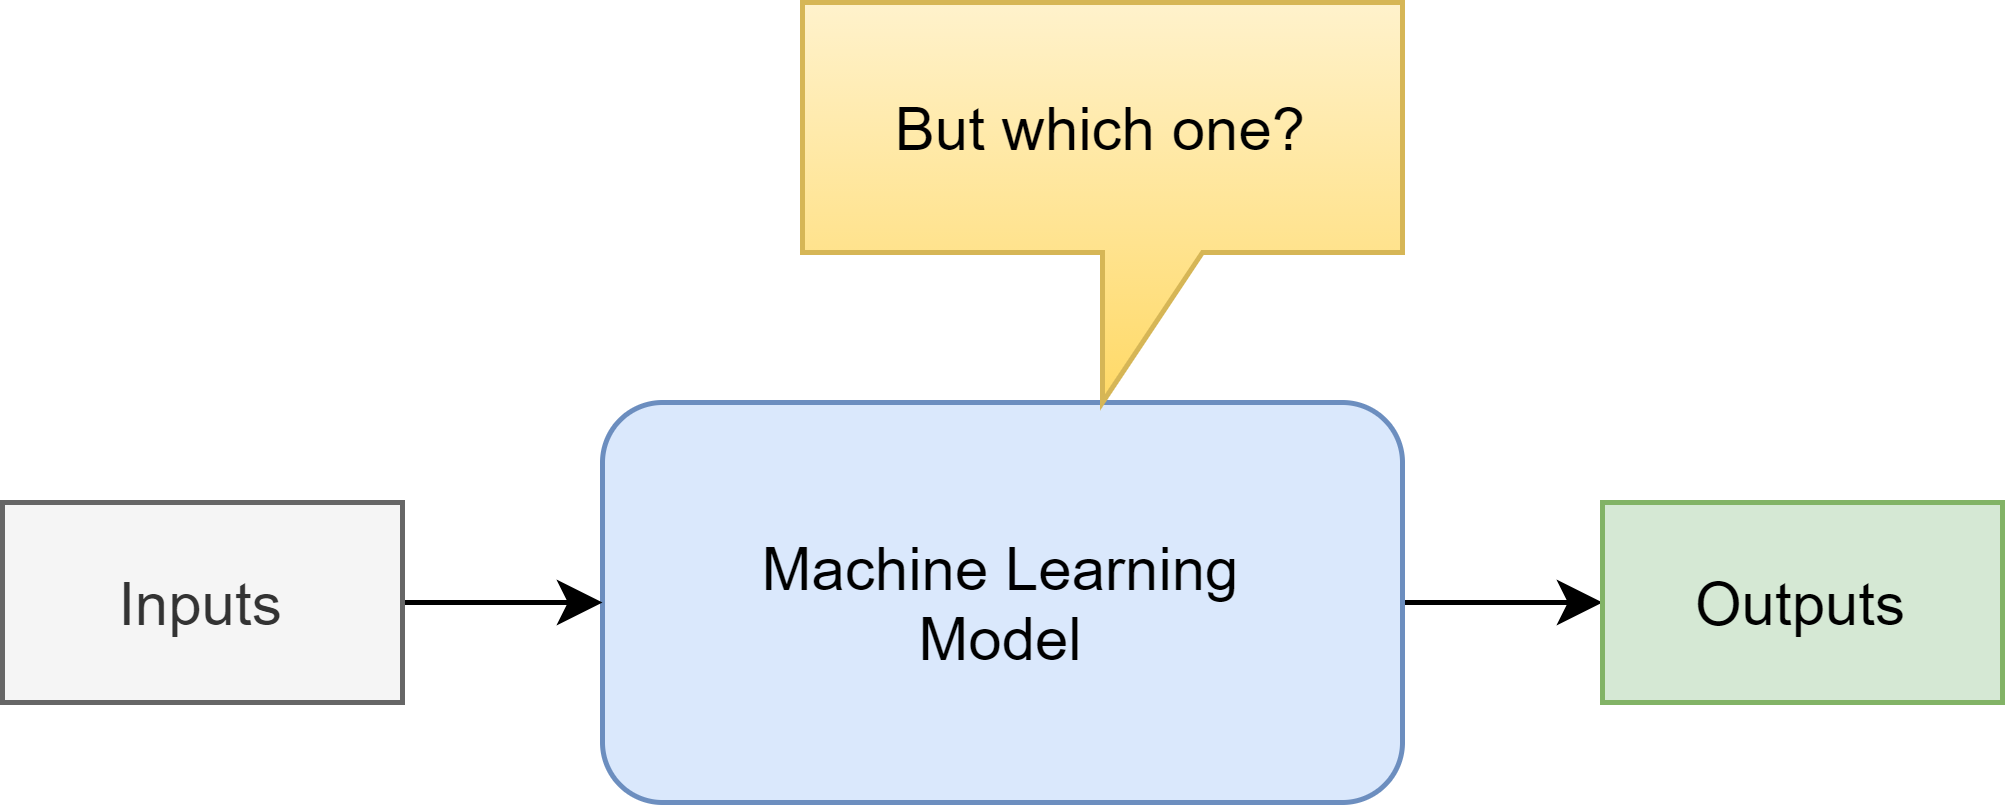 But which one?
Inputs
Machine Learning
Model
Outputs